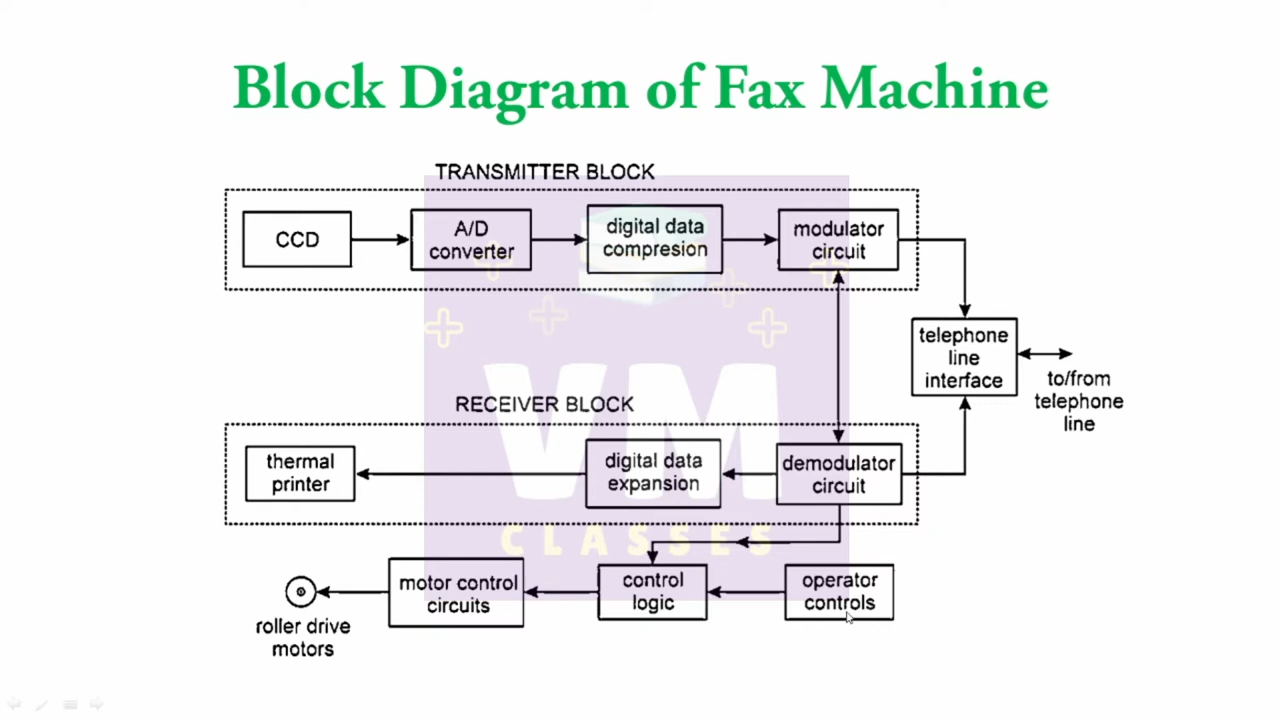 Block Diagram of Fax Machine
TRANSMITTER BLOCK
CCD
A/D
converter
digital data
compresion
modulator
circuit
telephone
line
interface
to/from
telephone
line
RECEIVER BLOCK
thermal
printer
digital data
expansion
demodulator
circuit
VM
CLASSES
motor control
circuits
control
logic
operator
controls
roller drive
motors